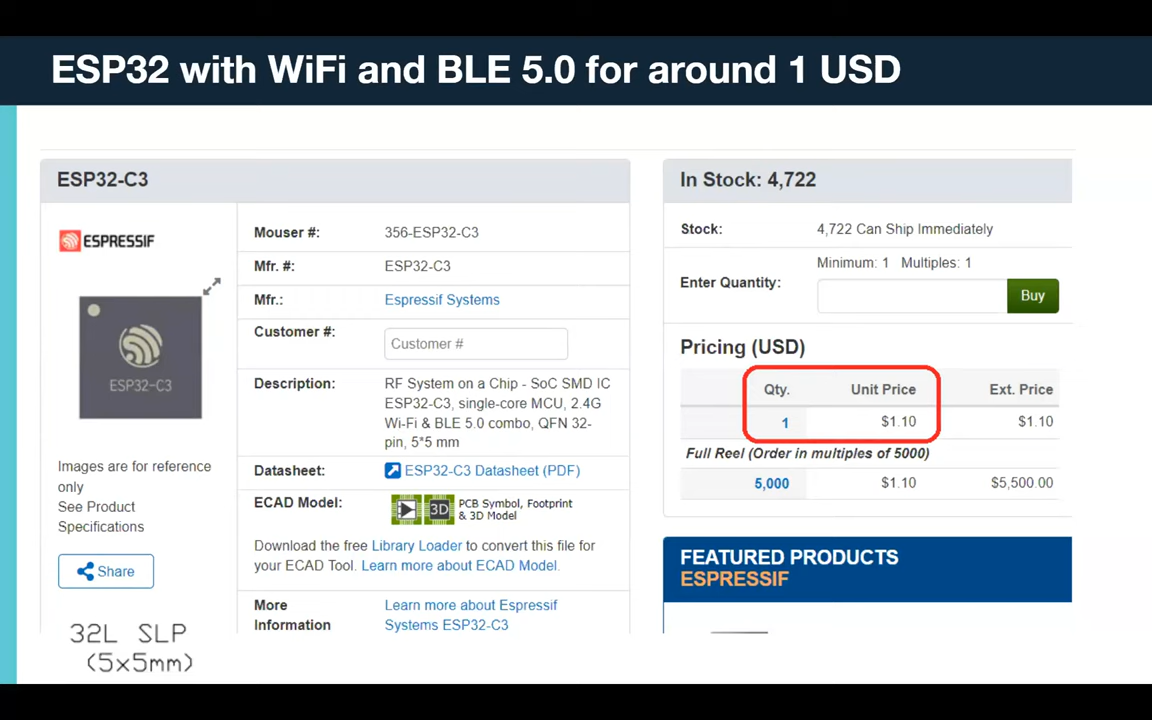 ESP32 with WiFi and BLE 5.0 for around 1 USD
ESP32-C3
ESPRESSIF
ESP32-C3
Images are for reference
only
See Product
Specifications
Share
32L SLP
(5x5mm)
Mouser #: 356-ESP32-C3
Mfr. #: ESP32-C3
Mfr.: Espressif Systems
Customer #: Customer #
Description: RF System on a Chip - SoC SMD IC
ESP32-C3, single-core MCU, 2.4G
Wi-Fi & BLE 5.0 combo, QFN 32-
pin, 5*5 mm
Datasheet: ESP32-C3 Datasheet (PDF)
ECAD Model: 3D PCB Symbol, Footprint
& 3D Model
Download the free Library Loader to convert this file for
your ECAD Tool. Learn more about ECAD Model.
More Learn more about Espressif
Information Systems ESP32-C3
In Stock: 4,722
Stock: 4,722 Can Ship Immediately
Minimum: 1 Multiples: 1
Enter Quantity: Buy
Pricing (USD)
Qty. Unit Price Ext. Price
1 $1.10 $1.10
Full Reel (Order in multiples of 5000)
5,000 $1.10 $5,500.00
FEATURED PRODUCTS
ESPRESSIF